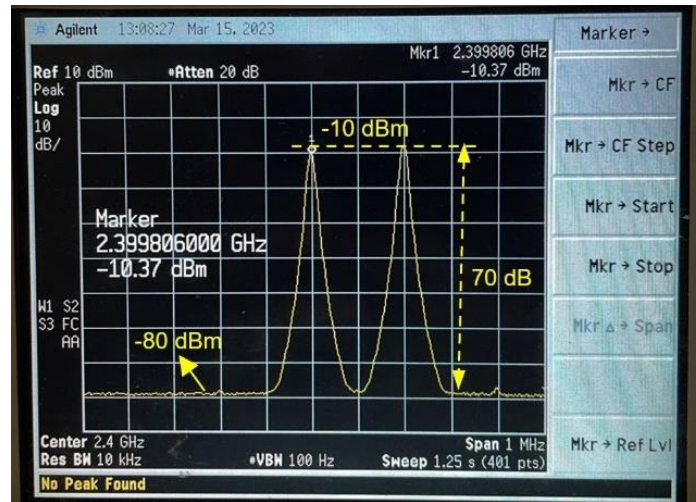 Agilent 13:08:27 Mar 15, 2023
Marker →
Mkr1 2.399806 GHz
Ref 10 dBm *Atten 20 dB -10.37 dBm
Peak
Log
10
dB/
Mkr → CF
1
-10 dBm
Mkr → CF Step
Mkr → Start
Marker
2.399806000 GHz
-10.37 dBm
70 dB
Mkr → Stop
W1 S2
S3 FC
AA
Mkr Δ → Span
-80 dBm
Center 2.4 GHz Span 1 MHz
Res BW 10 kHz *VBW 100 Hz Sweep 1.25 s (401 pts)
Mkr → Ref Lvl
No Peak Found